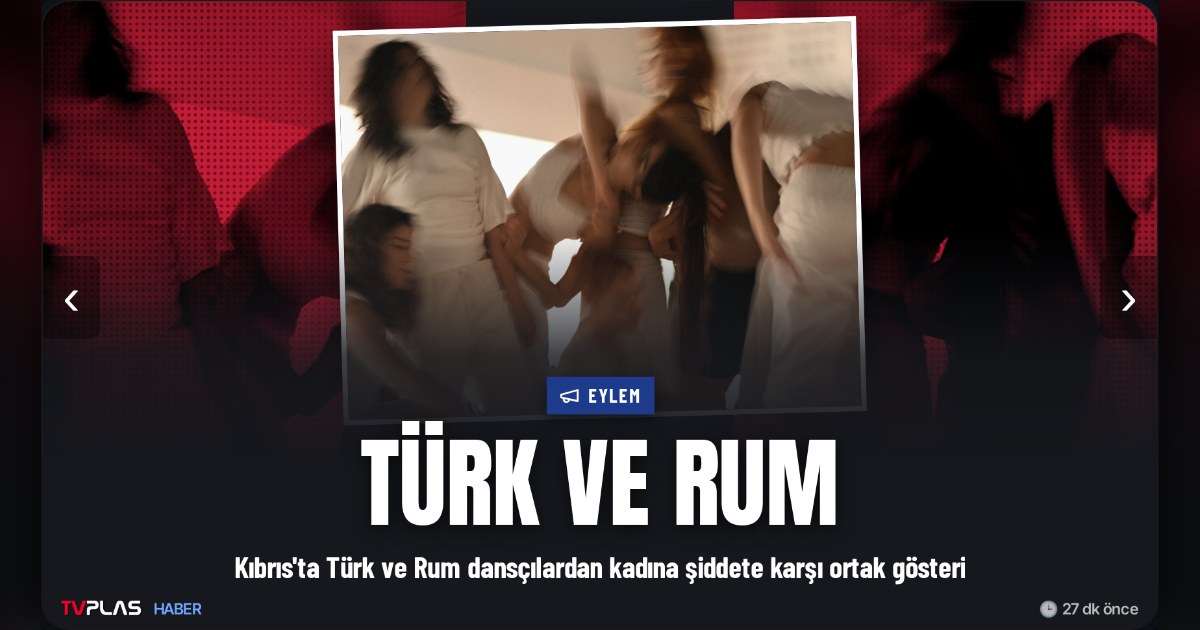 EYLEM
TÜRK VE RUM
Kıbrıs'ta Türk ve Rum dansçılardan kadına şiddete karşı ortak gösteri
TVPLAS HABER
27 dk önce